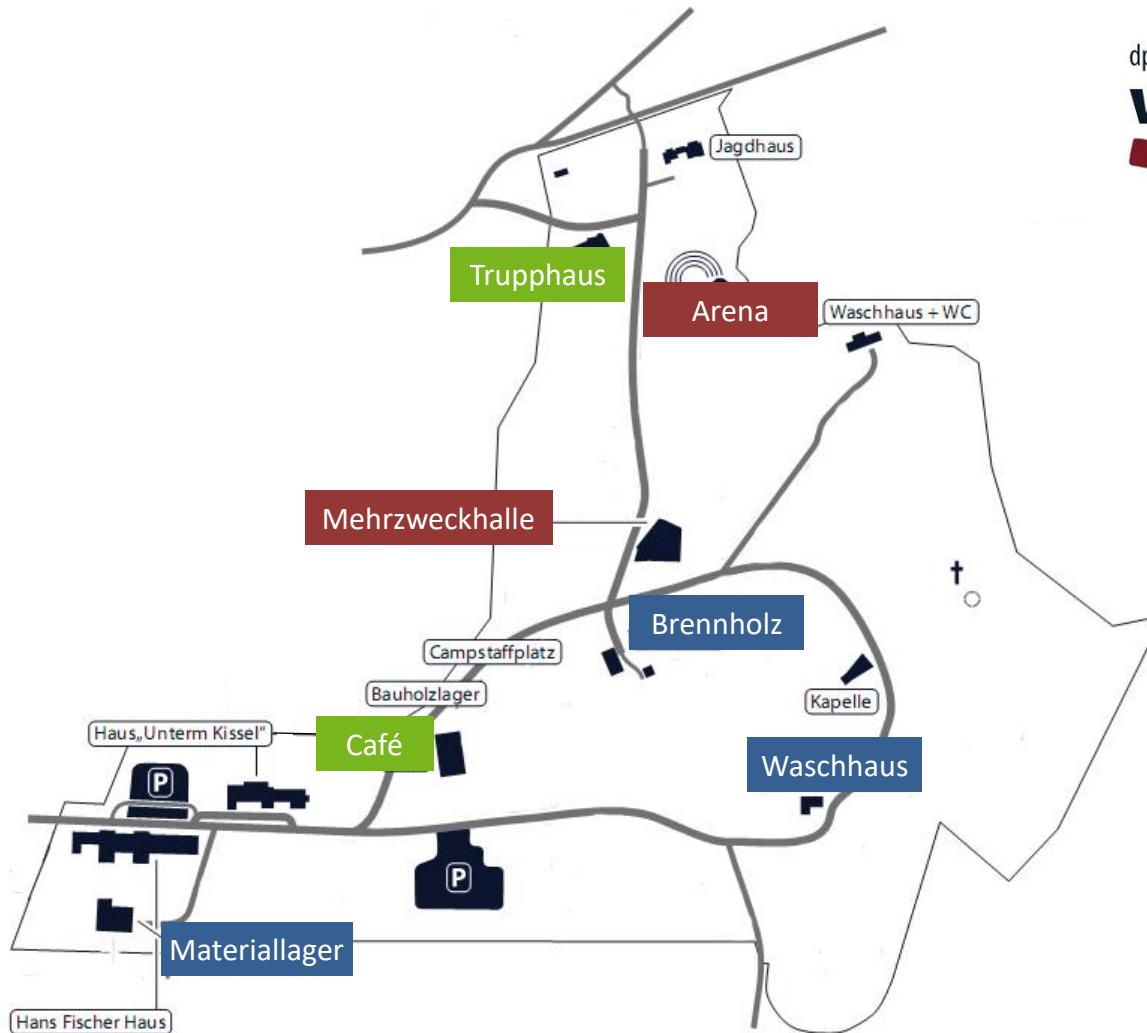 dp
Jagdhaus
Trupphaus
Arena
Waschhaus + WC
Mehrzweckhalle
Brennholz
Campstaffplatz
Bauholzlager
Kapelle
Haus„Unterm Kissel“
Café
Waschhaus
P
P
Materiallager
Hans Fischer Haus